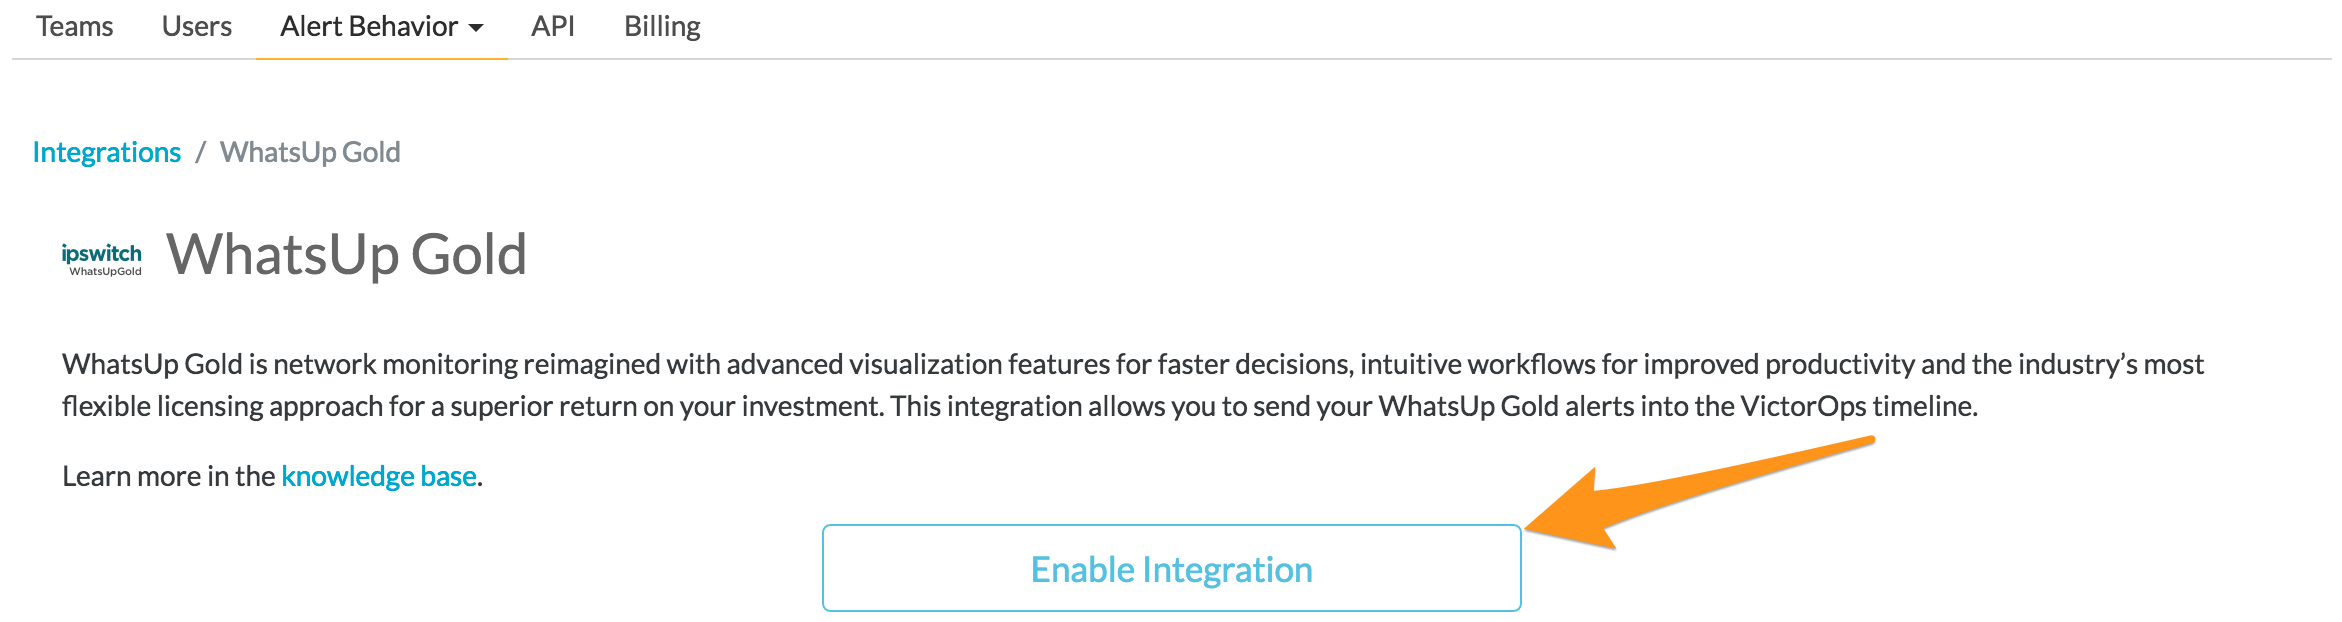 Teams Users Alert Behavior API Billing
Integrations / WhatsUp Gold
ipswitch
WhatsUpGold
WhatsUp Gold
WhatsUp Gold is network monitoring reimagined with advanced visualization features for faster decisions, intuitive workflows for improved productivity and the industry’s most
flexible licensing approach for a superior return on your investment. This integration allows you to send your WhatsUp Gold alerts into the VictorOps timeline.
Learn more in the knowledge base.
Enable Integration